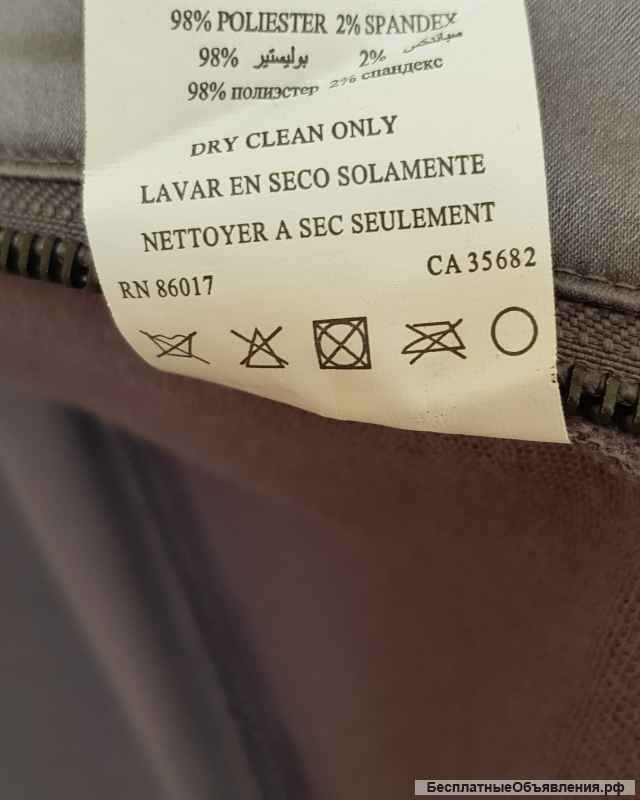 98% POLIESTER 2% SPANDEX
98% بوليستير 2% سباندكس
98% полиэстер 2% спандекс
DRY CLEAN ONLY
LAVAR EN SECO SOLAMENTE
NETTOYER A SEC SEULEMENT
RN 86017 CA 35682
БесплатныеОбъявления.рф